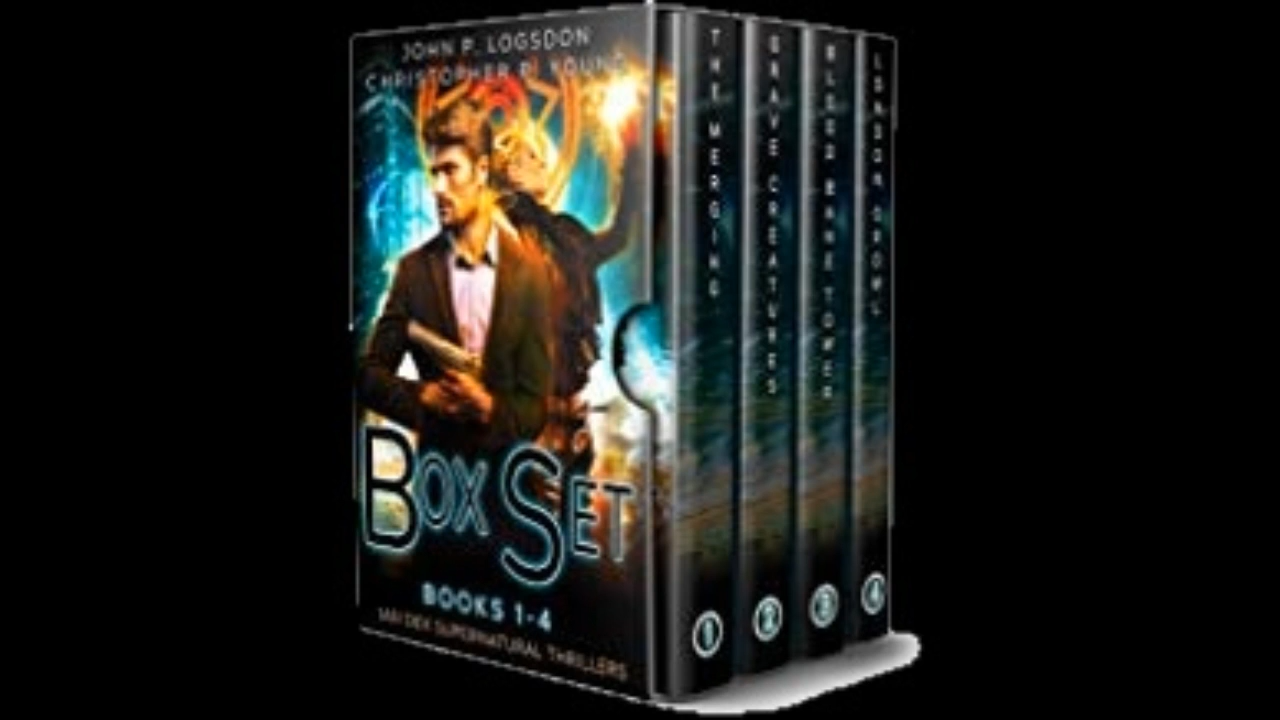 JOHN P. LOGSDON
CHRISTOPHER P. YOUNG
BOX SET
BOOKS 1-4
SUPERNATURAL THRILLERS
THE MERGING
1
GRAVE CREATURES
2
BLOOD BANE TOWER
3
LONDON GROWL
4